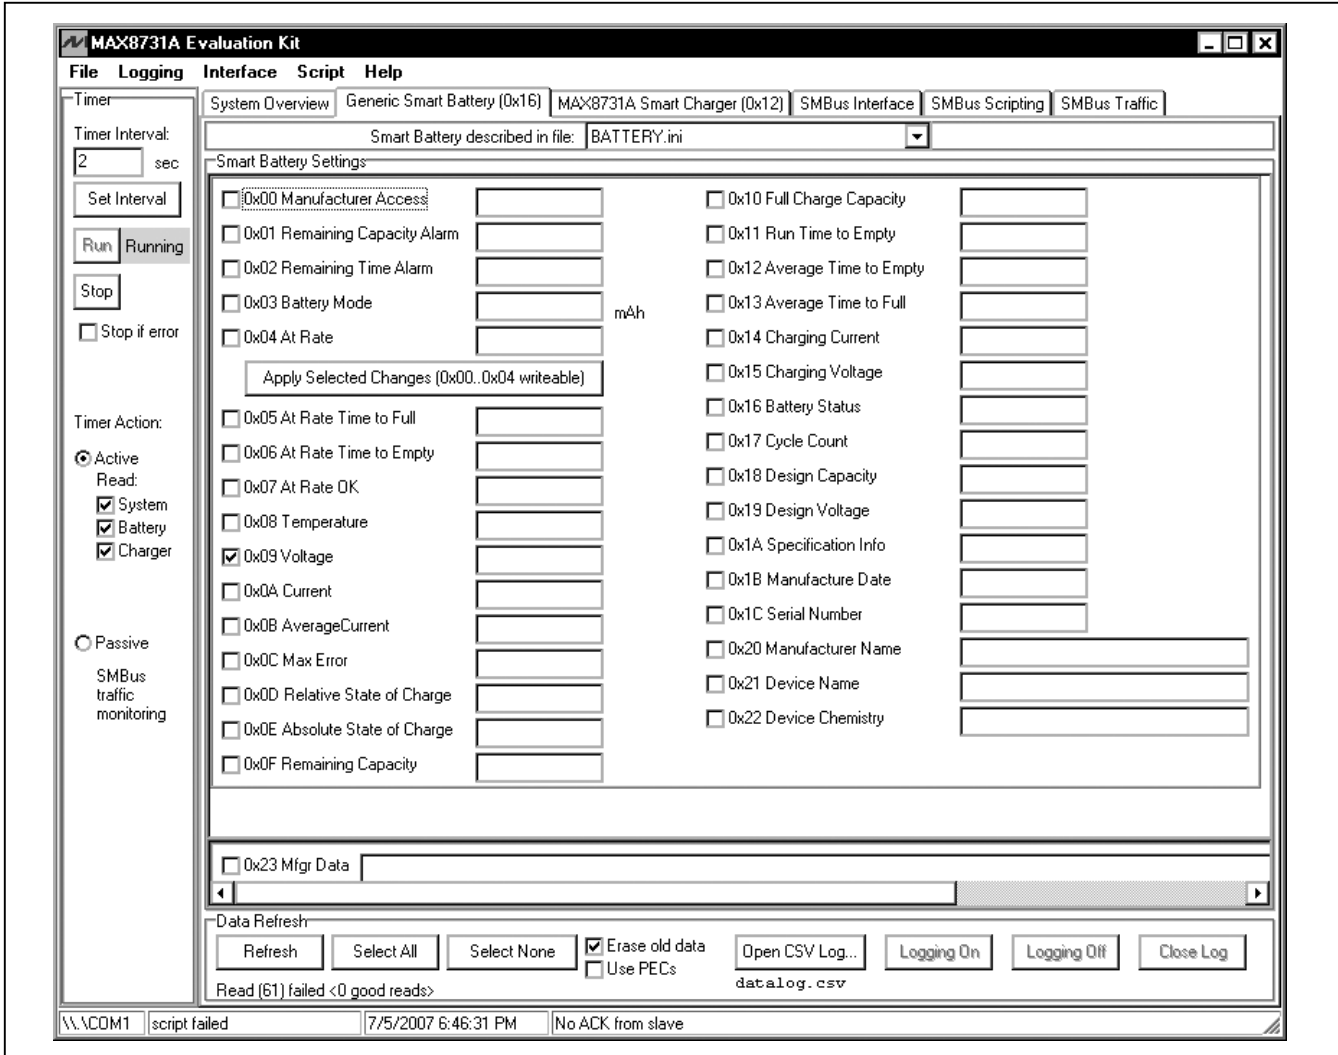 MAX8731A Evaluation Kit
File Logging Interface Script Help
Timer
Timer Interval:
2 sec
Set Interval
Run Running
Stop
Stop if error
Timer Action:
Active
Read:
System
Battery
Charger
Passive
SMBus
traffic
monitoring
System Overview Generic Smart Battery (0x16) MAX8731A Smart Charger (0x12) SMBus Interface SMBus Scripting SMBus Traffic
Smart Battery described in file: BATTERY.ini
Smart Battery Settings
0x00 Manufacturer Access
0x01 Remaining Capacity Alarm
0x02 Remaining Time Alarm
0x03 Battery Mode
mAh
0x04 At Rate
Apply Selected Changes (0x00..0x04 writeable)
0x05 At Rate Time to Full
0x06 At Rate Time to Empty
0x07 At Rate OK
0x08 Temperature
0x09 Voltage
0x0A Current
0x0B AverageCurrent
0x0C Max Error
0x0D Relative State of Charge
0x0E Absolute State of Charge
0x0F Remaining Capacity
0x10 Full Charge Capacity
0x11 Run Time to Empty
0x12 Average Time to Empty
0x13 Average Time to Full
0x14 Charging Current
0x15 Charging Voltage
0x16 Battery Status
0x17 Cycle Count
0x18 Design Capacity
0x19 Design Voltage
0x1A Specification Info
0x1B Manufacture Date
0x1C Serial Number
0x20 Manufacturer Name
0x21 Device Name
0x22 Device Chemistry
0x23 Mfgr Data
Data Refresh
Refresh Select All Select None
Erase old data
Use PECs
Open CSV Log... Logging On Logging Off Close Log
datalog.csv
Read (61) failed <0 good reads>
\\.\COM1 script failed 7/5/2007 6:46:31 PM No ACK from slave